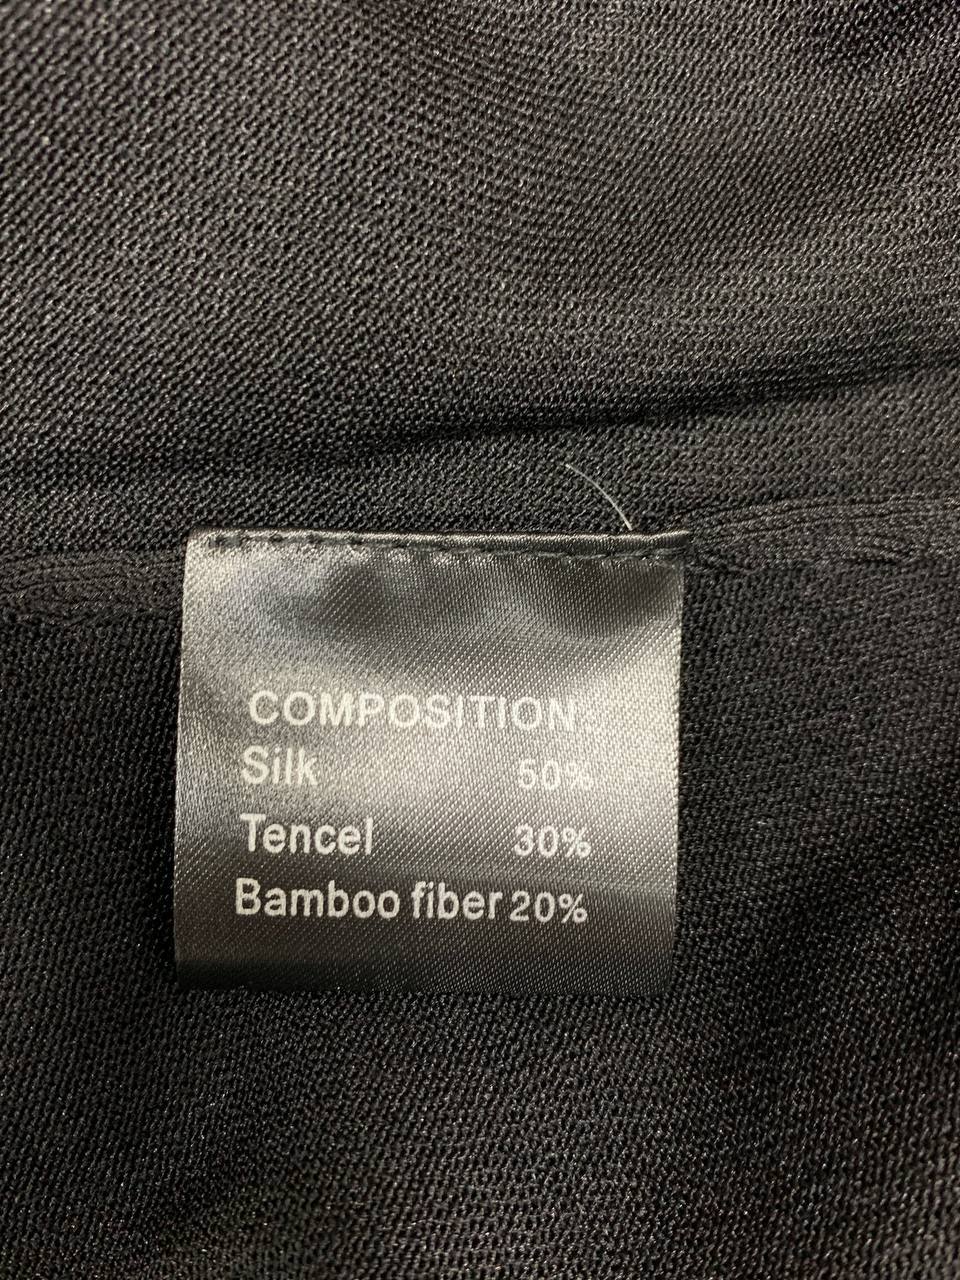 COMPOSITION
Silk 50%
Tencel 30%
Bamboo fiber 20%